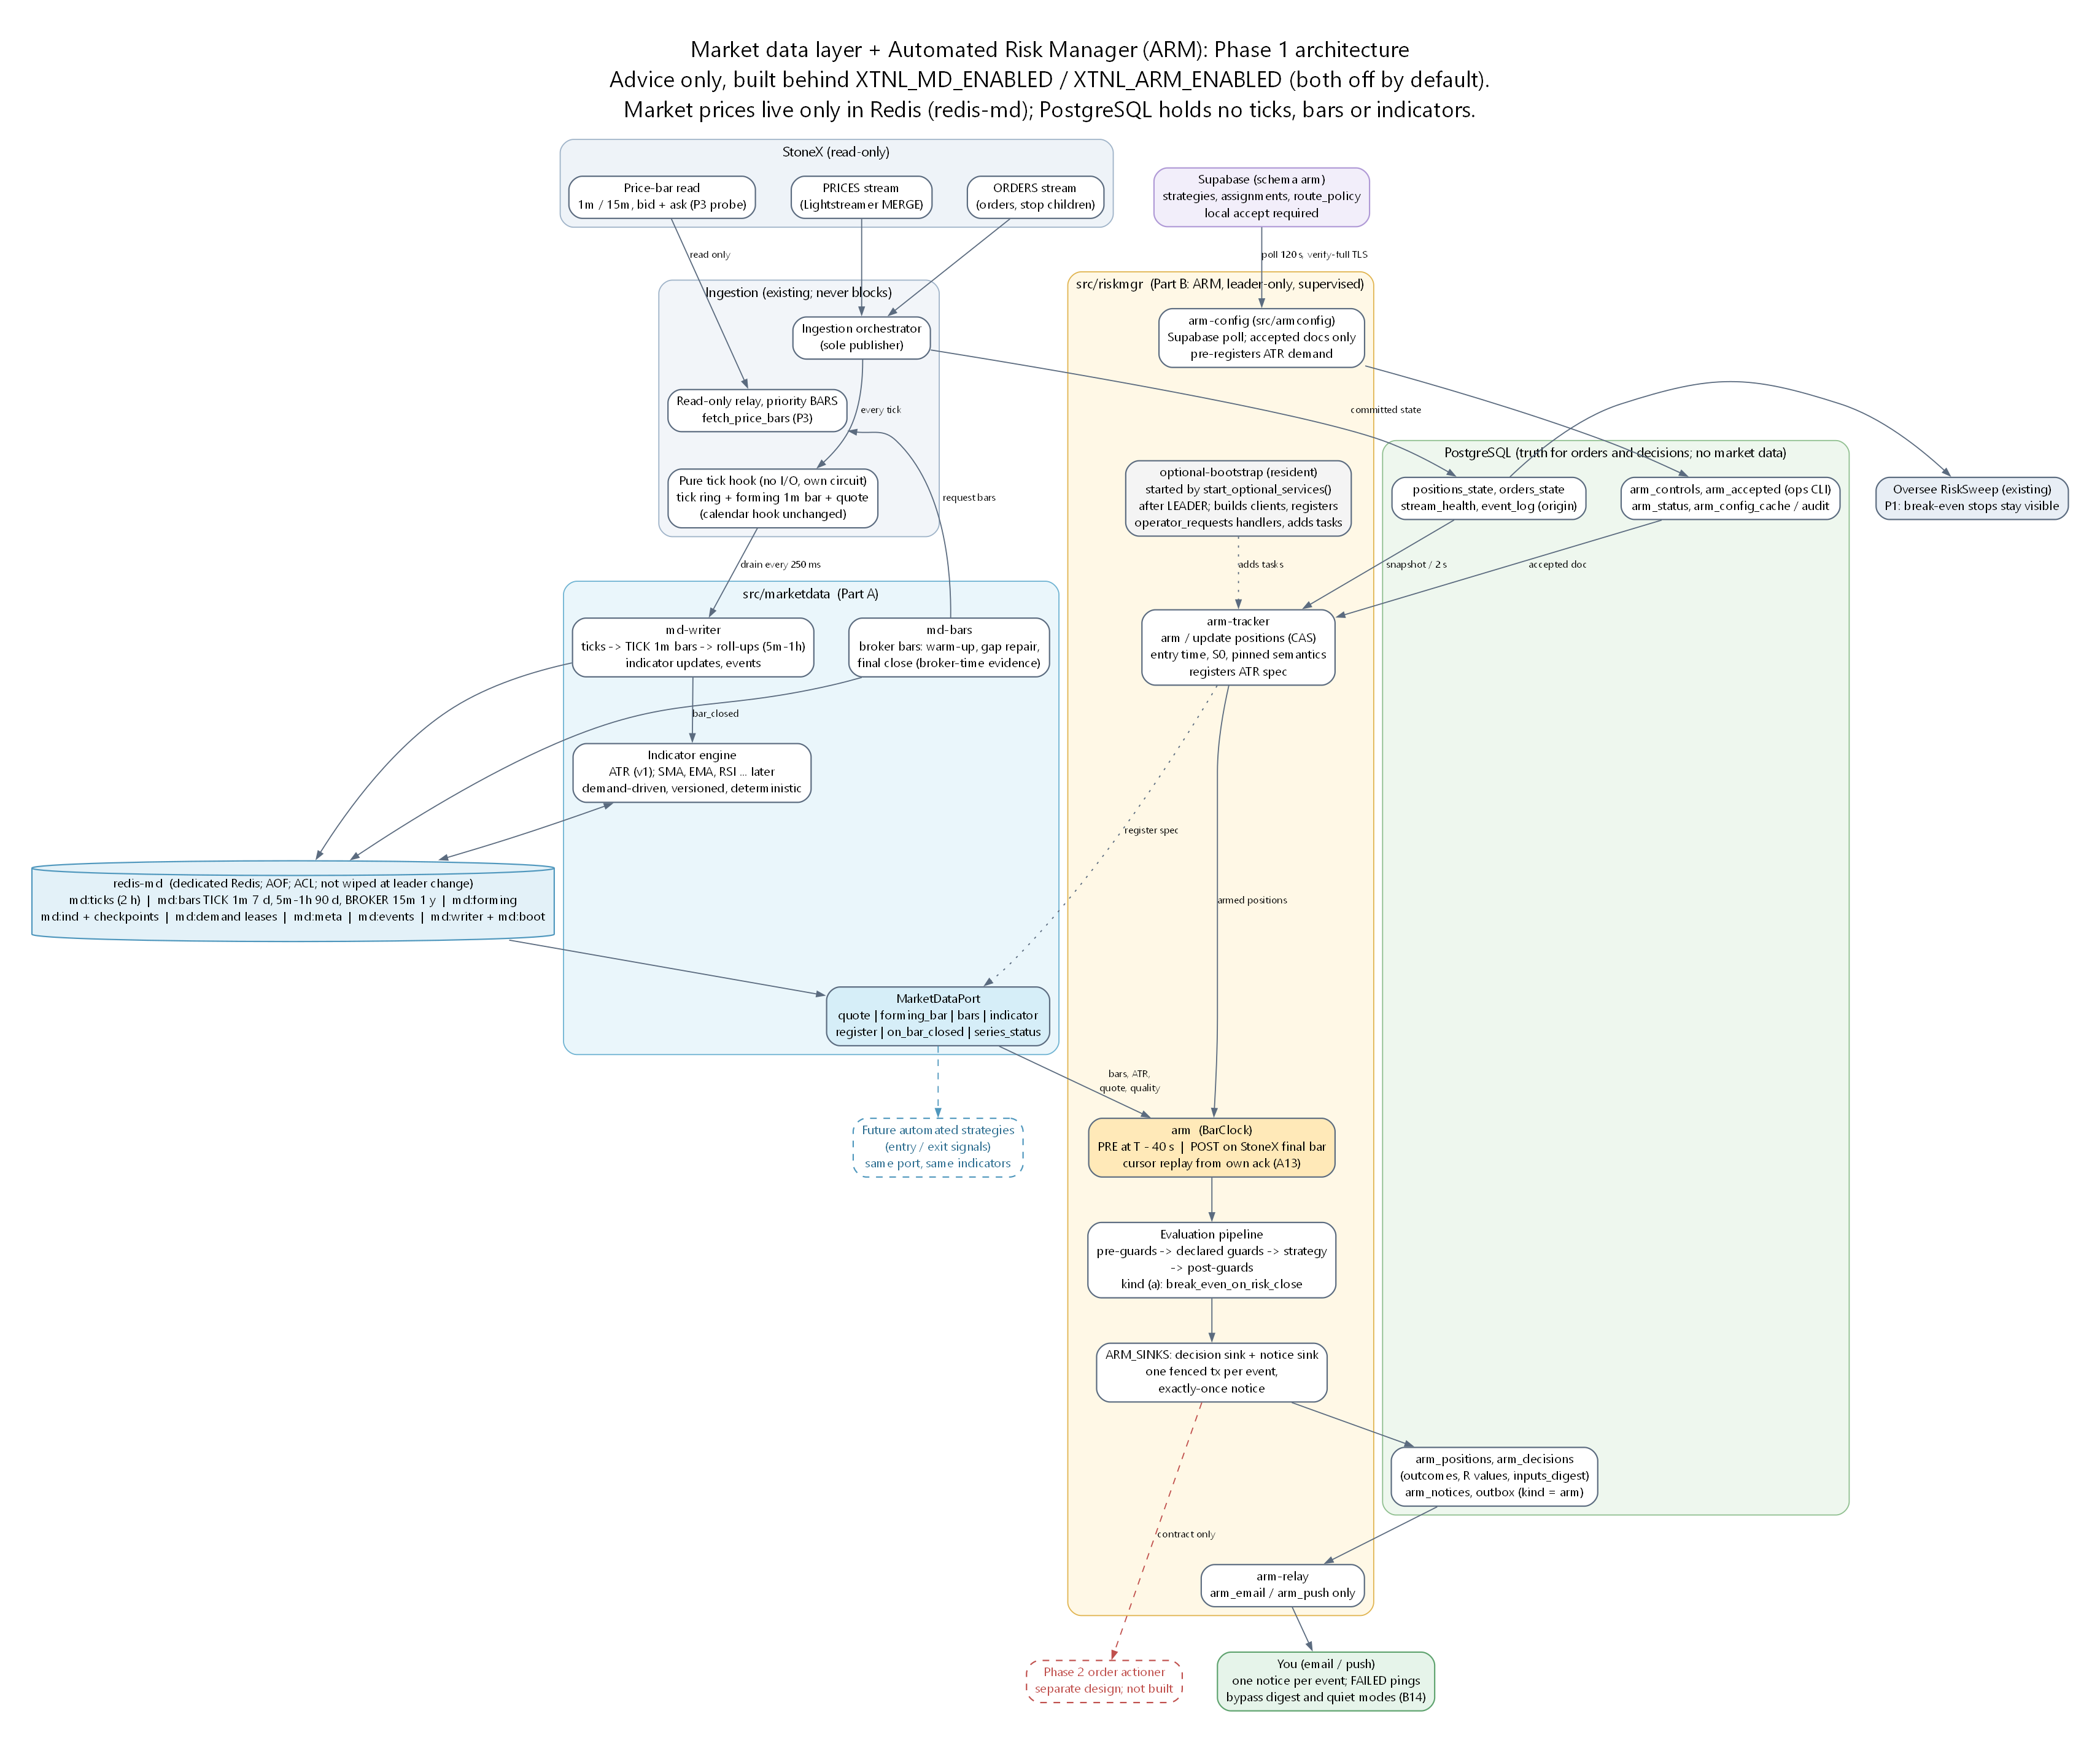 Market data layer + Automated Risk Manager (ARM): Phase 1 architecture
Advice only, built behind XTNL_MD_ENABLED / XTNL_ARM_ENABLED (both off by default).
Market prices live only in Redis (redis-md); PostgreSQL holds no ticks, bars or indicators.
StoneX (read-only)
Price-bar read
1m / 15m, bid + ask (P3 probe)
PRICES stream
(Lightstreamer MERGE)
ORDERS stream
(orders, stop children)
Supabase (schema arm)
strategies, assignments, route_policy
local accept required
read only
poll 120 s, verify-full TLS
Ingestion (existing; never blocks)
Ingestion orchestrator
(sole publisher)
Read-only relay, priority BARS
fetch_price_bars (P3)
every tick
Pure tick hook (no I/O, own circuit)
tick ring + forming 1m bar + quote
(calendar hook unchanged)
request bars
drain every 250 ms
src/riskmgr (Part B: ARM, leader-only, supervised)
arm-config (src/armconfig)
Supabase poll; accepted docs only
pre-registers ATR demand
committed state
optional-bootstrap (resident)
started by start_optional_services()
after LEADER; builds clients, registers
operator_requests handlers, adds tasks
PostgreSQL (truth for orders and decisions; no market data)
positions_state, orders_state
stream_health, event_log (origin)
arm_controls, arm_accepted (ops CLI)
arm_status, arm_config_cache / audit
Oversee RiskSweep (existing)
P1: break-even stops stay visible
adds tasks
snapshot / 2 s
accepted doc
src/marketdata (Part A)
md-writer
ticks -> TICK 1m bars -> roll-ups (5m-1h)
indicator updates, events
md-bars
broker bars: warm-up, gap repair,
final close (broker-time evidence)
arm-tracker
arm / update positions (CAS)
entry time, S0, pinned semantics
registers ATR spec
bar_closed
Indicator engine
ATR (v1); SMA, EMA, RSI ... later
demand-driven, versioned, deterministic
register spec
redis-md (dedicated Redis; AOF; ACL; not wiped at leader change)
md:ticks (2 h) | md:bars TICK 1m 7 d, 5m-1h 90 d, BROKER 15m 1 y | md:forming
md:ind + checkpoints | md:demand leases | md:meta | md:events | md:writer + md:boot
armed positions
MarketDataPort
quote | forming_bar | bars | indicator
register | on_bar_closed | series_status
bars, ATR,
quote, quality
Future automated strategies
(entry / exit signals)
same port, same indicators
arm (BarClock)
PRE at T - 40 s | POST on StoneX final bar
cursor replay from own ack (A13)
Evaluation pipeline
pre-guards -> declared guards -> strategy
-> post-guards
kind (a): break_even_on_risk_close
ARM_SINKS: decision sink + notice sink
one fenced tx per event,
exactly-once notice
arm_positions, arm_decisions
(outcomes, R values, inputs_digest)
arm_notices, outbox (kind = arm)
contract only
arm-relay
arm_email / arm_push only
Phase 2 order actioner
separate design; not built
You (email / push)
one notice per event; FAILED pings
bypass digest and quiet modes (B14)